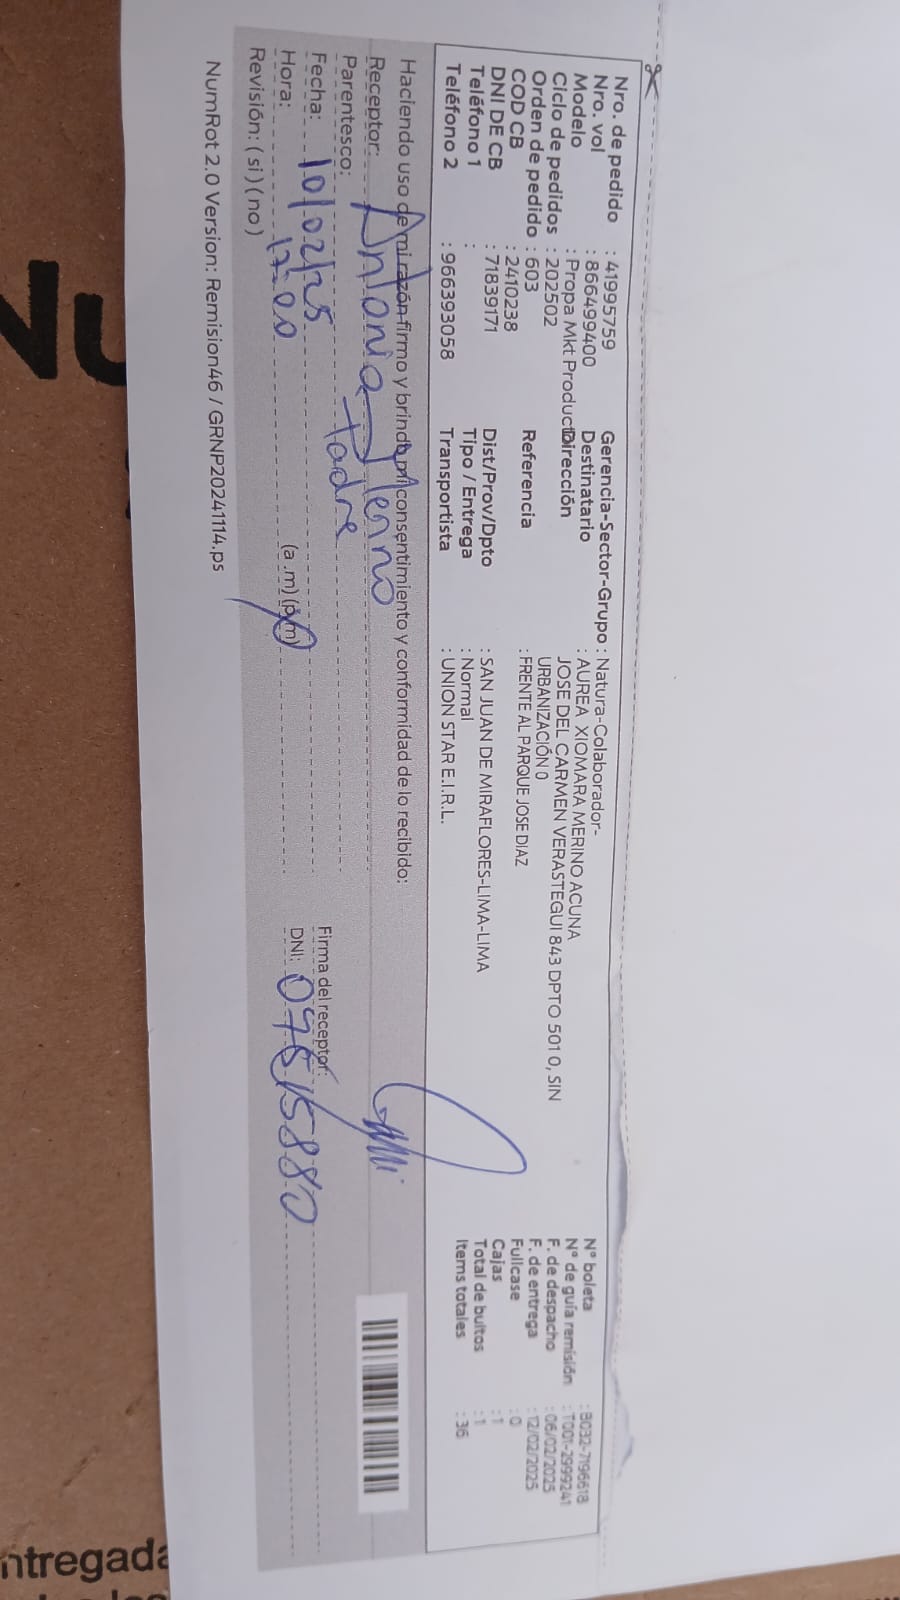 Nro. de pedido : 41995759
Nro. vol : 866499400
Modelo : Propa Mkt Product
Ciclo de pedidos : 202502
Orden de pedido : 603
COD CB : 2410238
DNI DE CB : 71839171
Teléfono 1 :
Teléfono 2 : 966393058
Gerencia-Sector-Grupo : Natura-Colaborador-
Destinatario : AUREA XIOMARA MERINO ACUNA
Dirección JOSE DEL CARMEN VERASTEGUI 843 DPTO 501 0, SIN
URBANIZACIÓN 0
Referencia : FRENTE AL PARQUE JOSE DIAZ
Dist/Prov/Dpto : SAN JUAN DE MIRAFLORES-LIMA-LIMA
Tipo / Entrega : Normal
Transportista : UNION STAR E.I.R.L.
N° boleta : B032-7196618
N° de guía remisión : T001-2999241
F. de despacho : 06/02/2025
F. de entrega : 12/02/2025
Fullcase : 0
Cajas : 1
Total de bultos : 1
Items totales : 36
Haciendo uso de mi razón firmo y brindo mi consentimiento y conformidad de lo recibido:
Receptor: Antonio Merino
Parentesco: Padre
Fecha: 10/02/25
Hora: 17:00 (a.m) (p.m)
Revisión: ( si ) ( no )
Firma del receptor:
DNI: 09615880
NumRot 2.0 Version: Remision46 / GRNP20241114.ps
ntregada